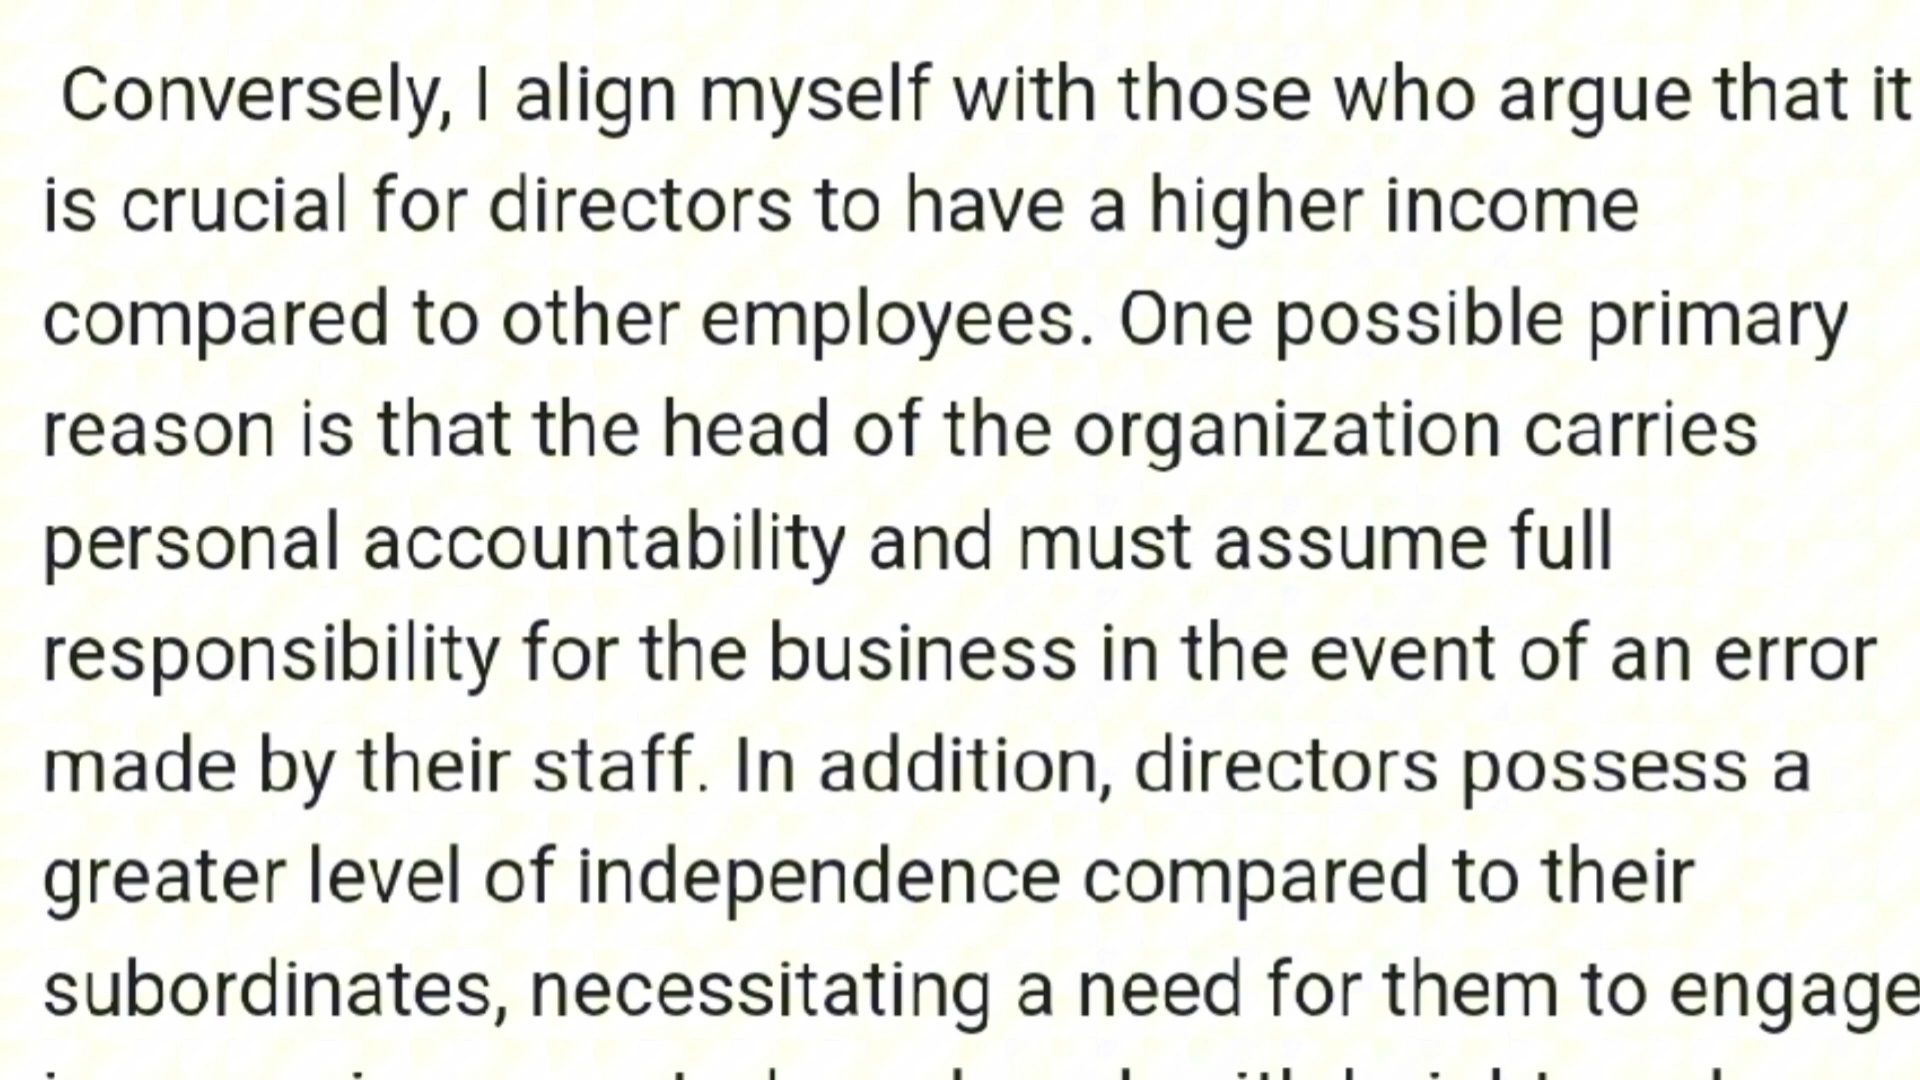 Conversely, I align myself with those who argue that it
is crucial for directors to have a higher income
compared to other employees. One possible primary
reason is that the head of the organization carries
personal accountability and must assume full
responsibility for the business in the event of an error
made by their staff. In addition, directors possess a
greater level of independence compared to their
subordinates, necessitating a need for them to engage